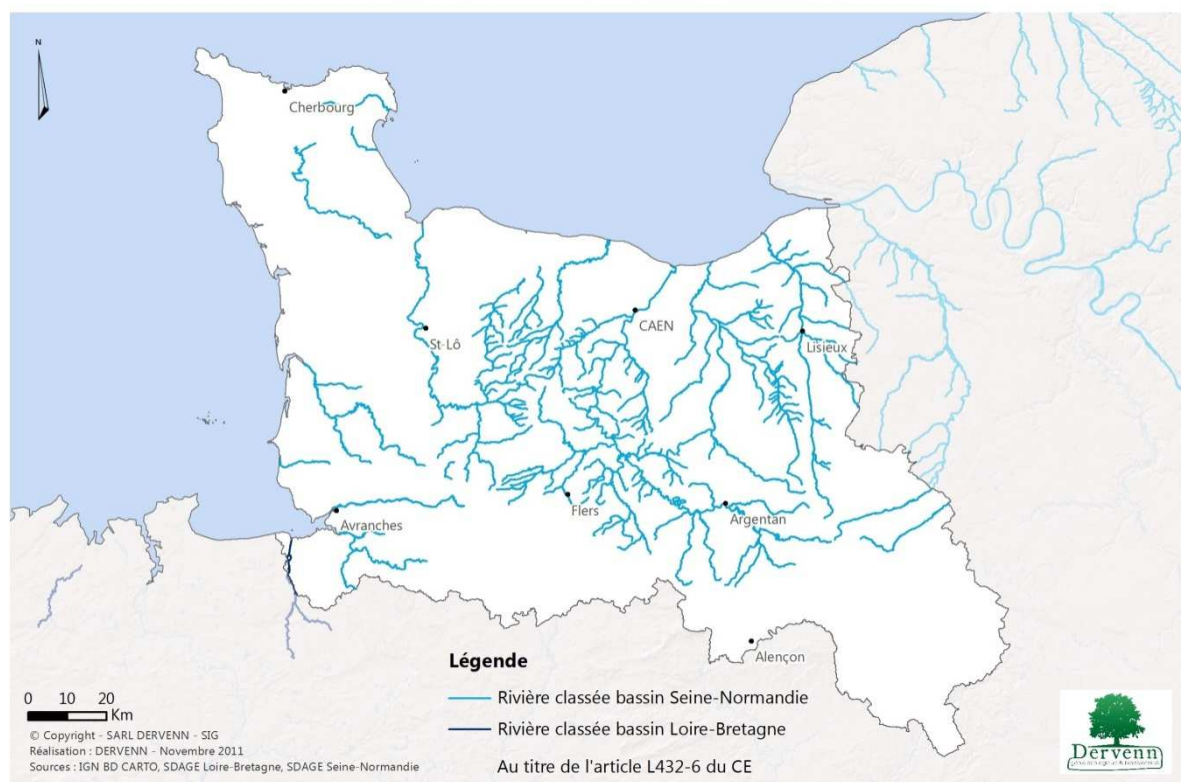 N
Cherbourg
St-Lô
CAEN
Lisieux
Avranches
Flers
Argentan
Alençon
Légende
Rivière classée bassin Seine-Normandie
Rivière classée bassin Loire-Bretagne
Au titre de l'article L432-6 du CE
0 10 20
Km
© Copyright - SARL DERVENN - SIG
Réalisation : DERVENN - Novembre 2011
Sources : IGN BD CARTO, SDAGE Loire-Bretagne, SDAGE Seine-Norman
Dervenn